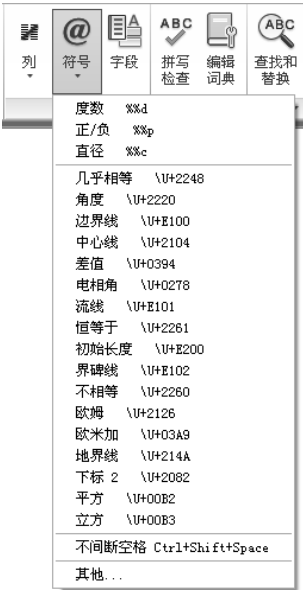 @
A
ABC
ABC
列
符号
字段
拼写
检查
编辑
词典
查找和
替换
度数 %%d
正/负 %%p
直径 %%c
几乎相等 \U+2248
角度 \U+2220
边界线 \U+E100
中心线 \U+2104
差值 \U+0394
电相角 \U+0278
流线 \U+E101
恒等于 \U+2261
初始长度 \U+E200
界碑线 \U+E102
不相等 \U+2260
欧姆 \U+2126
欧米加 \U+03A9
地界线 \U+214A
下标 2 \U+2082
平方 \U+00B2
立方 \U+00B3
不间断空格 Ctrl+Shift+Space
其他...